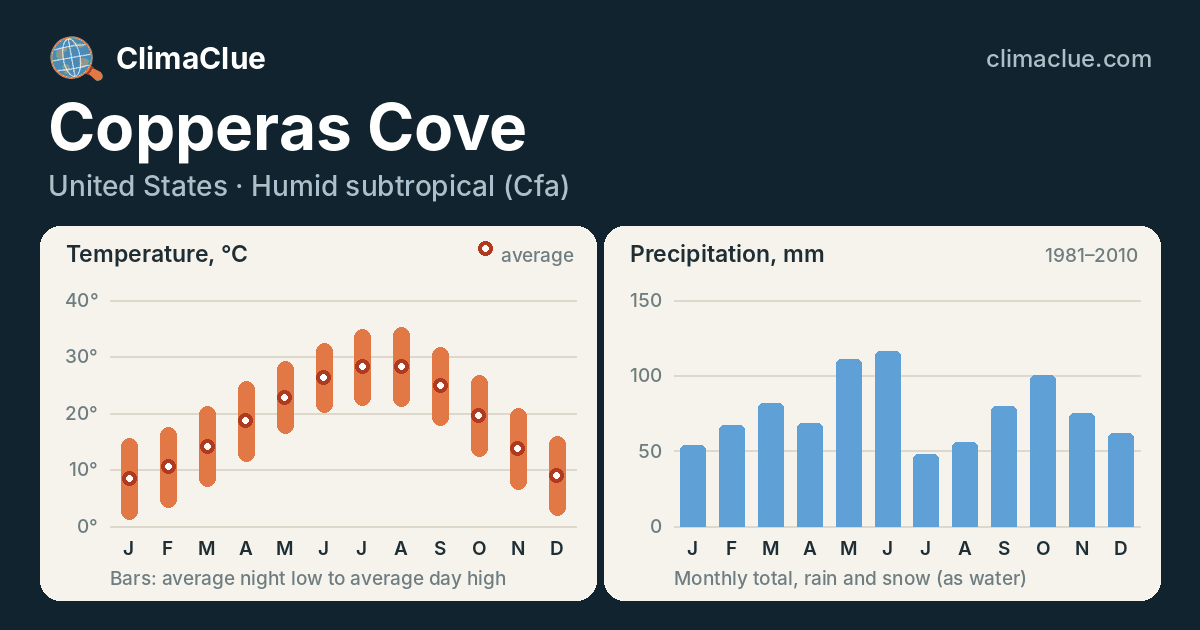 ClimaClue
climaclue.com
Copperas Cove
United States · Humid subtropical (Cfa)
Temperature, °C
average
40°
30°
20°
10°
0°
J F M A M J J A S O N D
Bars: average night low to average day high
Precipitation, mm
1981–2010
150
100
50
0
J F M A M J J A S O N D
Monthly total, rain and snow (as water)